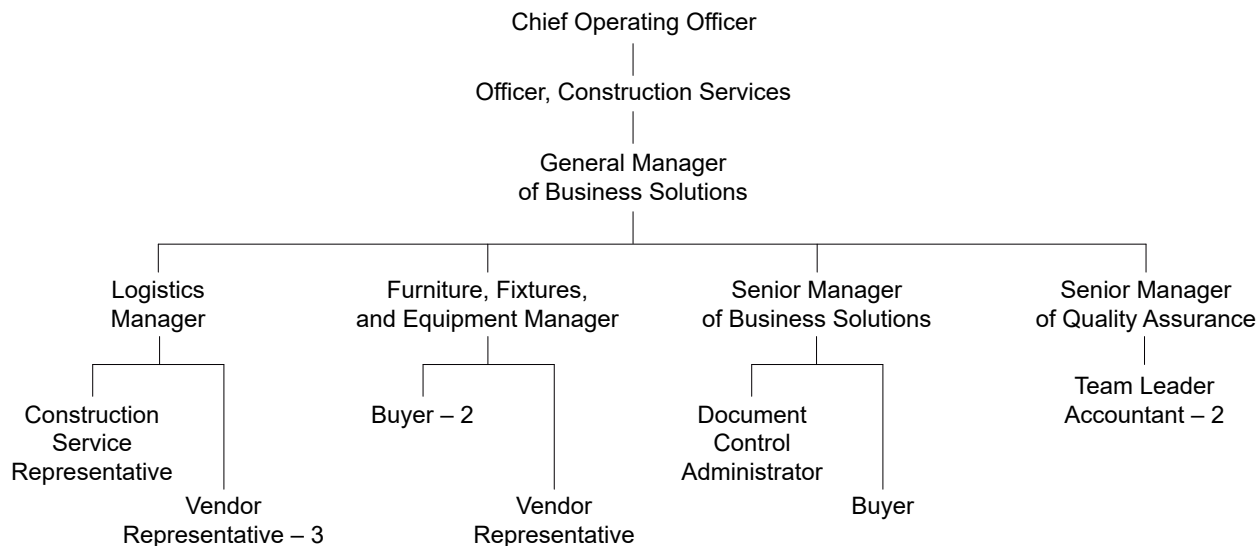 Chief Operating Officer
Officer, Construction Services
General Manager
of Business Solutions
Logistics
Manager
Furniture, Fixtures,
and Equipment Manager
Senior Manager
of Business Solutions
Senior Manager
of Quality Assurance
Construction
Service
Representative
Vendor
Representative – 3
Buyer – 2
Vendor
Representative
Document
Control
Administrator
Buyer
Team Leader
Accountant – 2